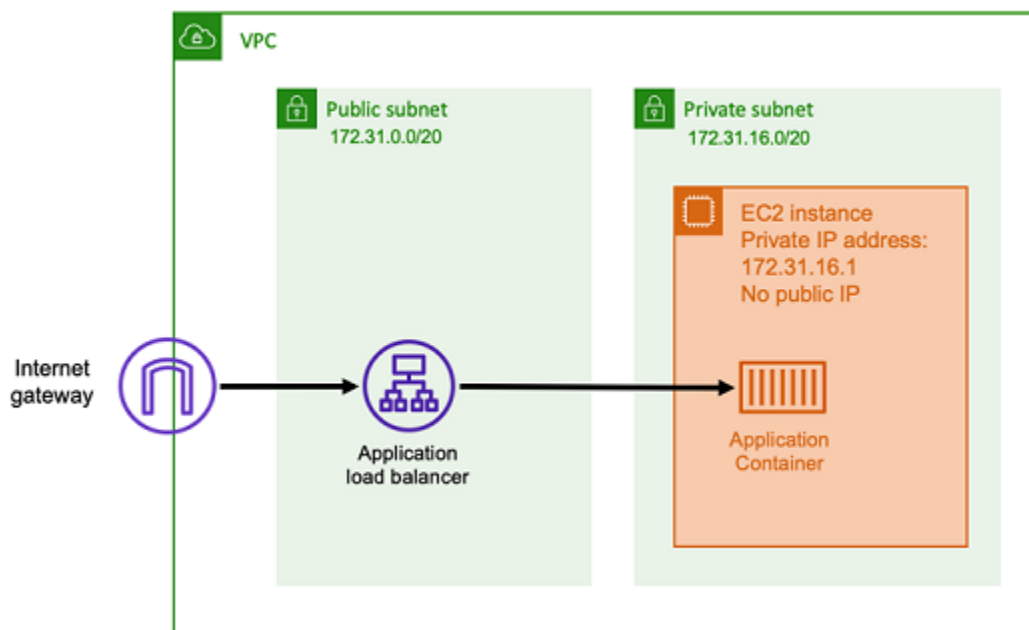 VPC
Public subnet
172.31.0.0/20
Private subnet
172.31.16.0/20
EC2 instance
Private IP address:
172.31.16.1
No public IP
Internet
gateway
Application
load balancer
Application
Container